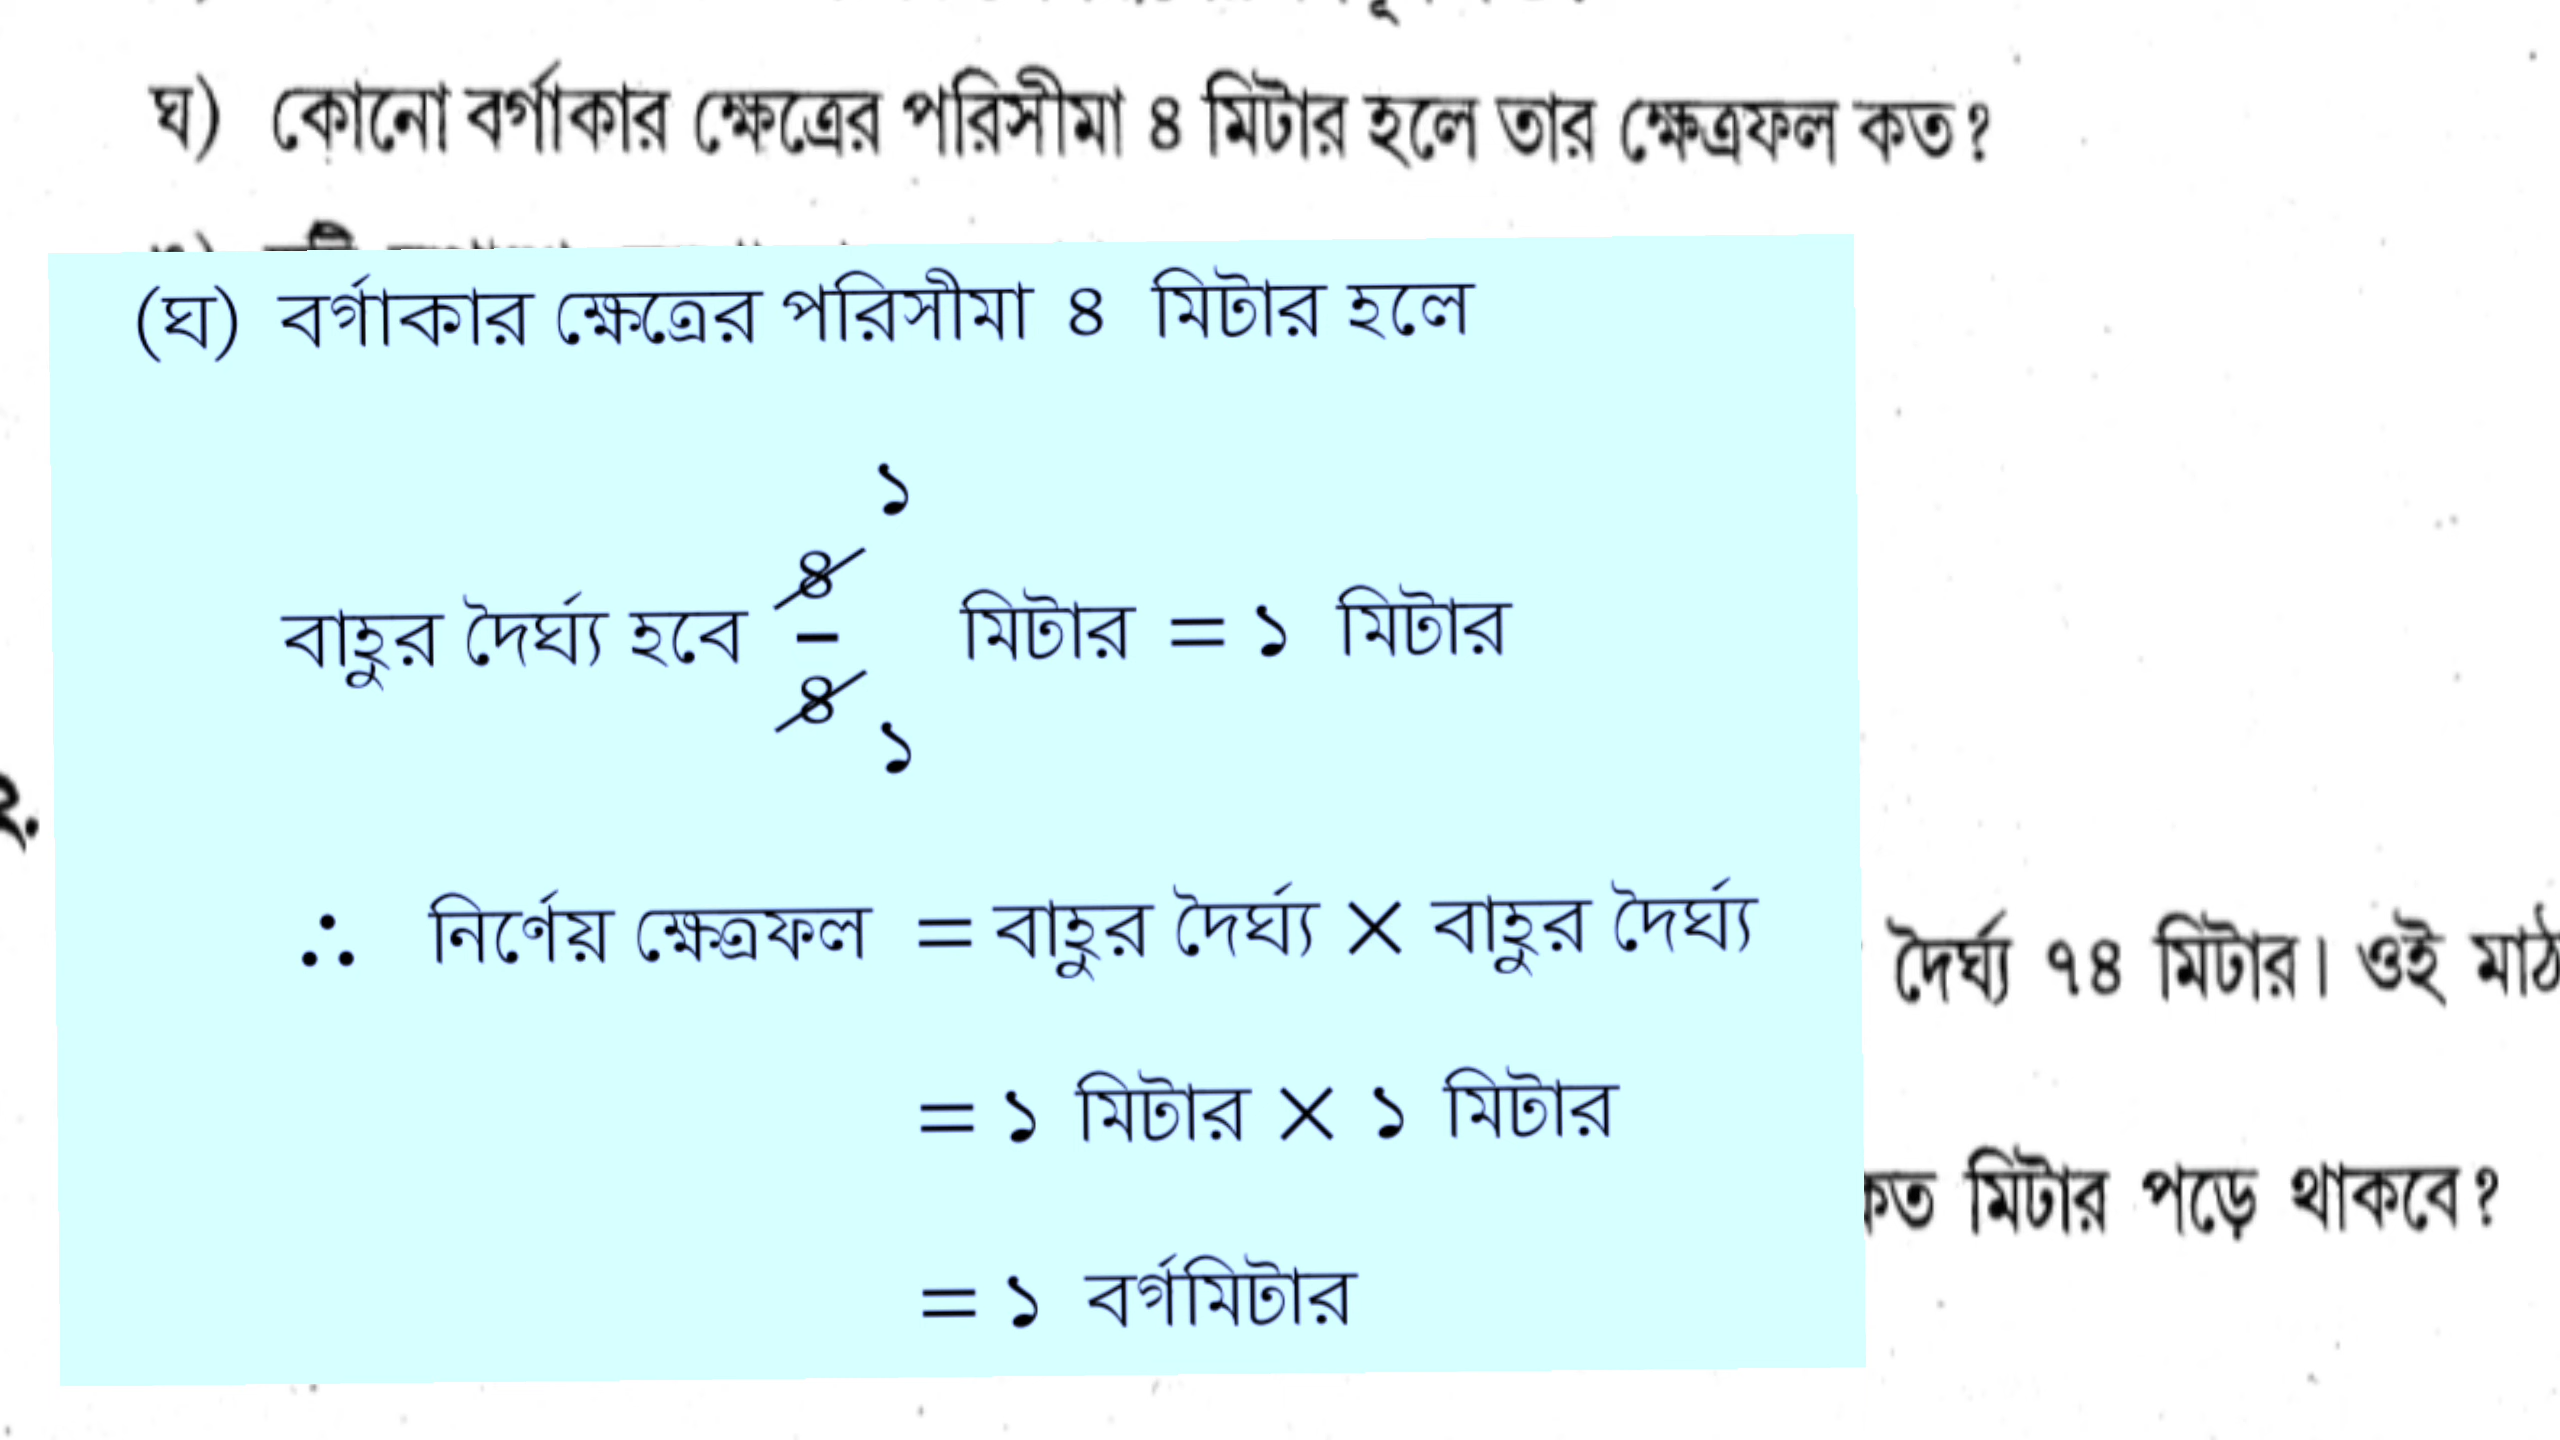 ঘ) কোনো বর্গাকার ক্ষেত্রের পরিসীমা ৪ মিটার হলে তার ক্ষেত্রফল কত?
(ঘ) বর্গাকার ক্ষেত্রের পরিসীমা ৪ মিটার হলে
১
৪
বাহুর দৈর্ঘ্য হবে — মিটার = ১ মিটার
৪
১
২.
∴ নির্ণেয় ক্ষেত্রফল = বাহুর দৈর্ঘ্য × বাহুর দৈর্ঘ্য
দৈর্ঘ্য ৭৪ মিটার। ওই মাঠ
= ১ মিটার × ১ মিটার
কত মিটার পড়ে থাকবে?
= ১ বর্গমিটার